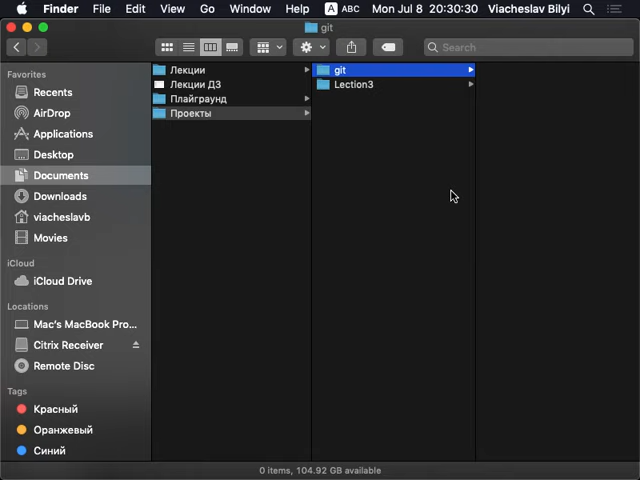 Finder File Edit View Go Window Help A ABC Mon Jul 8 20:30:30 Viacheslav Bilyi
git
Search
Favorites
Recents
AirDrop
Applications
Desktop
Documents
Downloads
viacheslavb
Movies
iCloud
iCloud Drive
Locations
Mac's MacBook Pro...
Citrix Receiver
Remote Disc
Tags
Красный
Оранжевый
Синий
Лекции
Лекции ДЗ
Плайграунд
Проекты
git
Lection3
0 items, 104.92 GB available